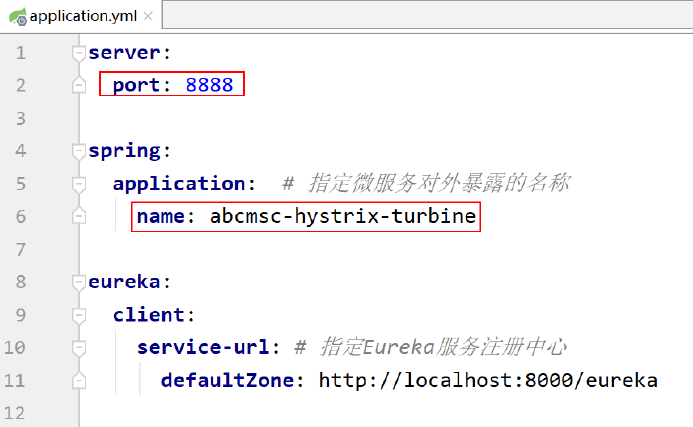 application.yml ×
1 server:
2   port: 8888
3
4 spring:
5   application:  # 指定微服务对外暴露的名称
6     name: abcmsc-hystrix-turbine
7
8 eureka:
9   client:
10     service-url: # 指定Eureka服务注册中心
11       defaultZone: http://localhost:8000/eureka
12